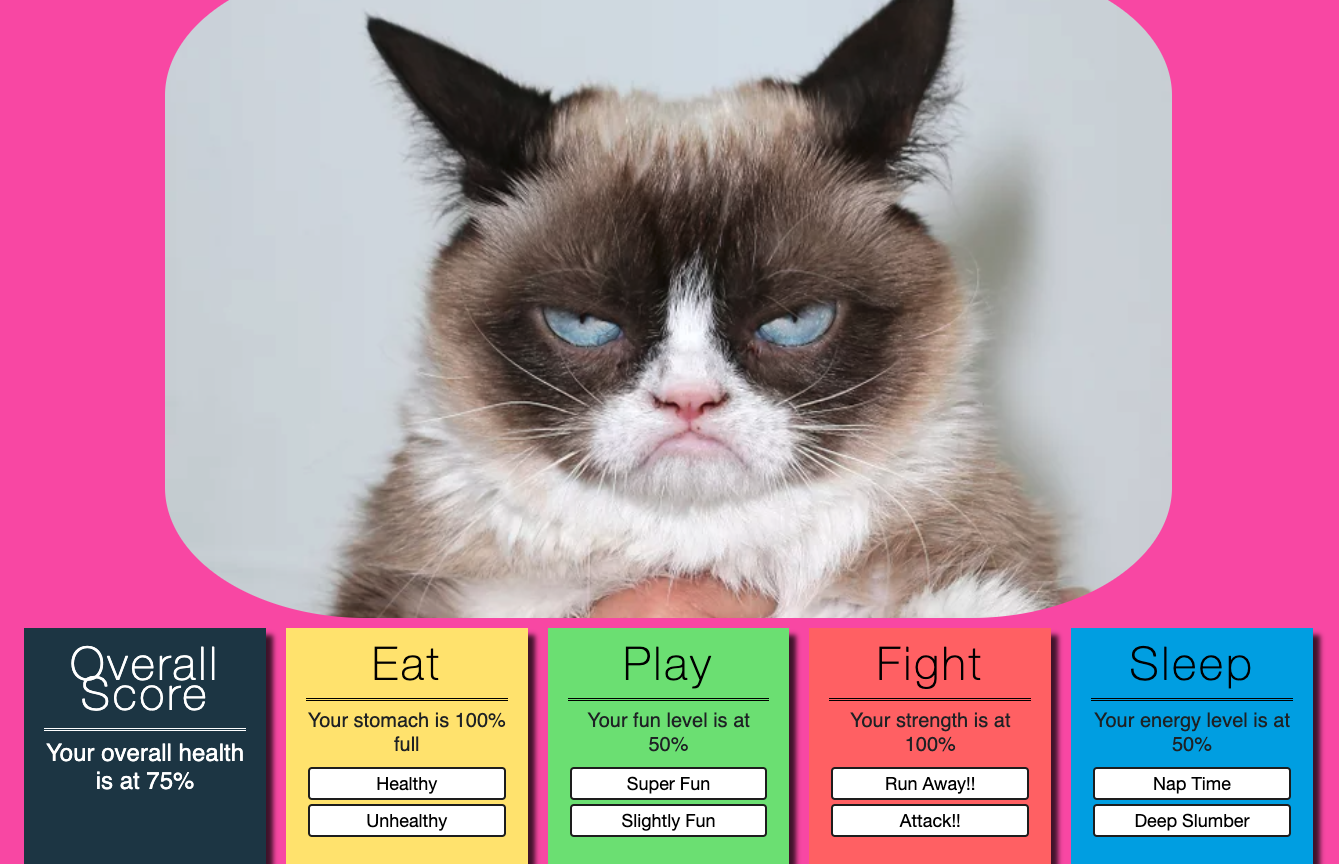 Overall
Score
Your overall health
is at 75%
Eat
Your stomach is 100%
full
Healthy
Unhealthy
Play
Your fun level is at
50%
Super Fun
Slightly Fun
Fight
Your strength is at
100%
Run Away!!
Attack!!
Sleep
Your energy level is at
50%
Nap Time
Deep Slumber